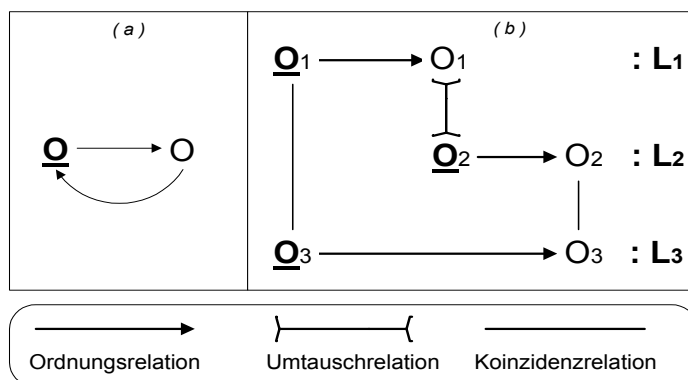 (a) (b)
O1 O1 : L1
O O
O2 O2 : L2
O3 O3 : L3
Ordnungsrelation Umtauschrelation Koinzidenzrelation